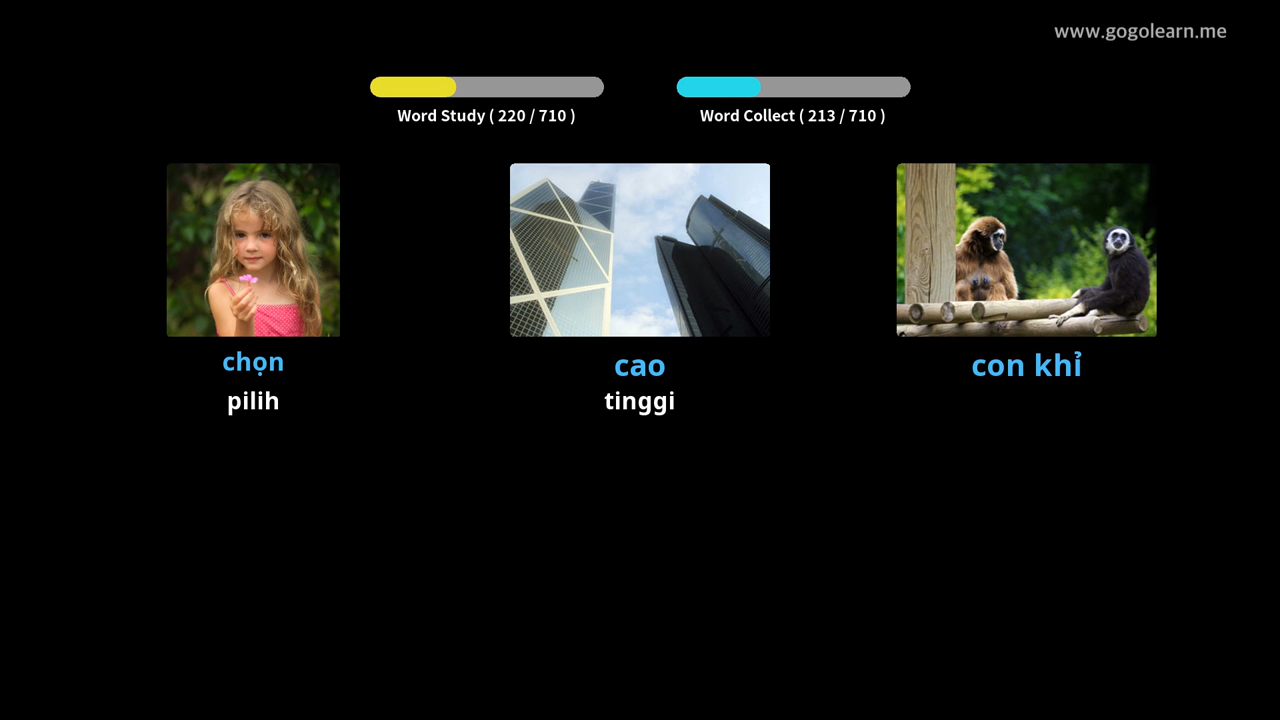 www.gogolearn.me
Word Study ( 220 / 710 )
Word Collect ( 213 / 710 )
chọn
pilih
cao
tinggi
con khỉ